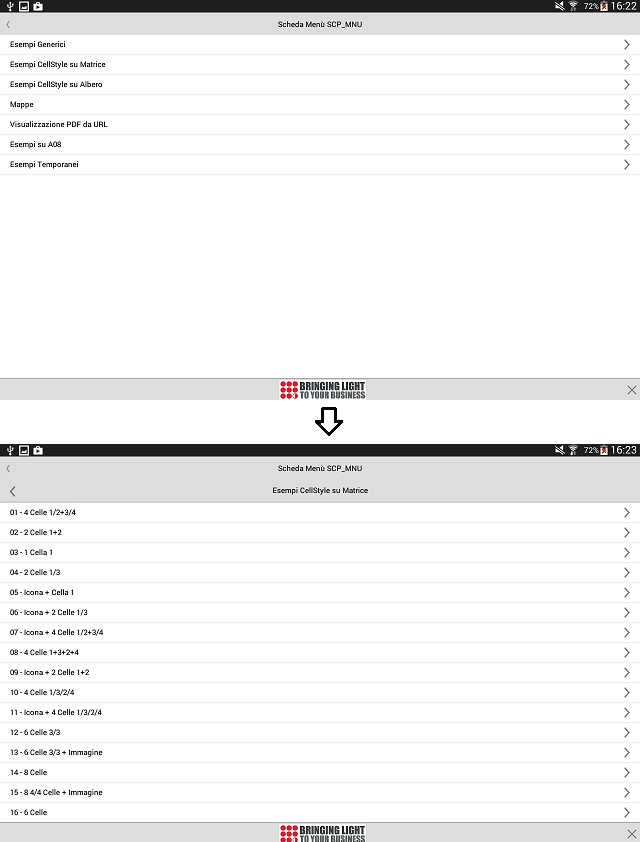 72% 16:22
Scheda Menù SCP_MNU
Esempi Generici
Esempi CellStyle su Matrice
Esempi CellStyle su Albero
Mappe
Visualizzazione PDF da URL
Esempi su A08
Esempi Temporanei
BRINGING LIGHT
TO YOUR BUSINESS
72% 16:23
Scheda Menù SCP_MNU
Esempi CellStyle su Matrice
01 - 4 Celle 1/2+3/4
02 - 2 Celle 1+2
03 - 1 Cella 1
04 - 2 Celle 1/3
05 - Icona + Cella 1
06 - Icona + 2 Celle 1/3
07 - Icona + 4 Celle 1/2+3/4
08 - 4 Celle 1+3+2+4
09 - Icona + 2 Celle 1+2
10 - 4 Celle 1/3/2/4
11 - Icona + 4 Celle 1/3/2/4
12 - 6 Celle 3/3
13 - 6 Celle 3/3 + Immagine
14 - 8 Celle
15 - 8 4/4 Celle + Immagine
16 - 6 Celle
BRINGING LIGHT
TO YOUR BUSINESS